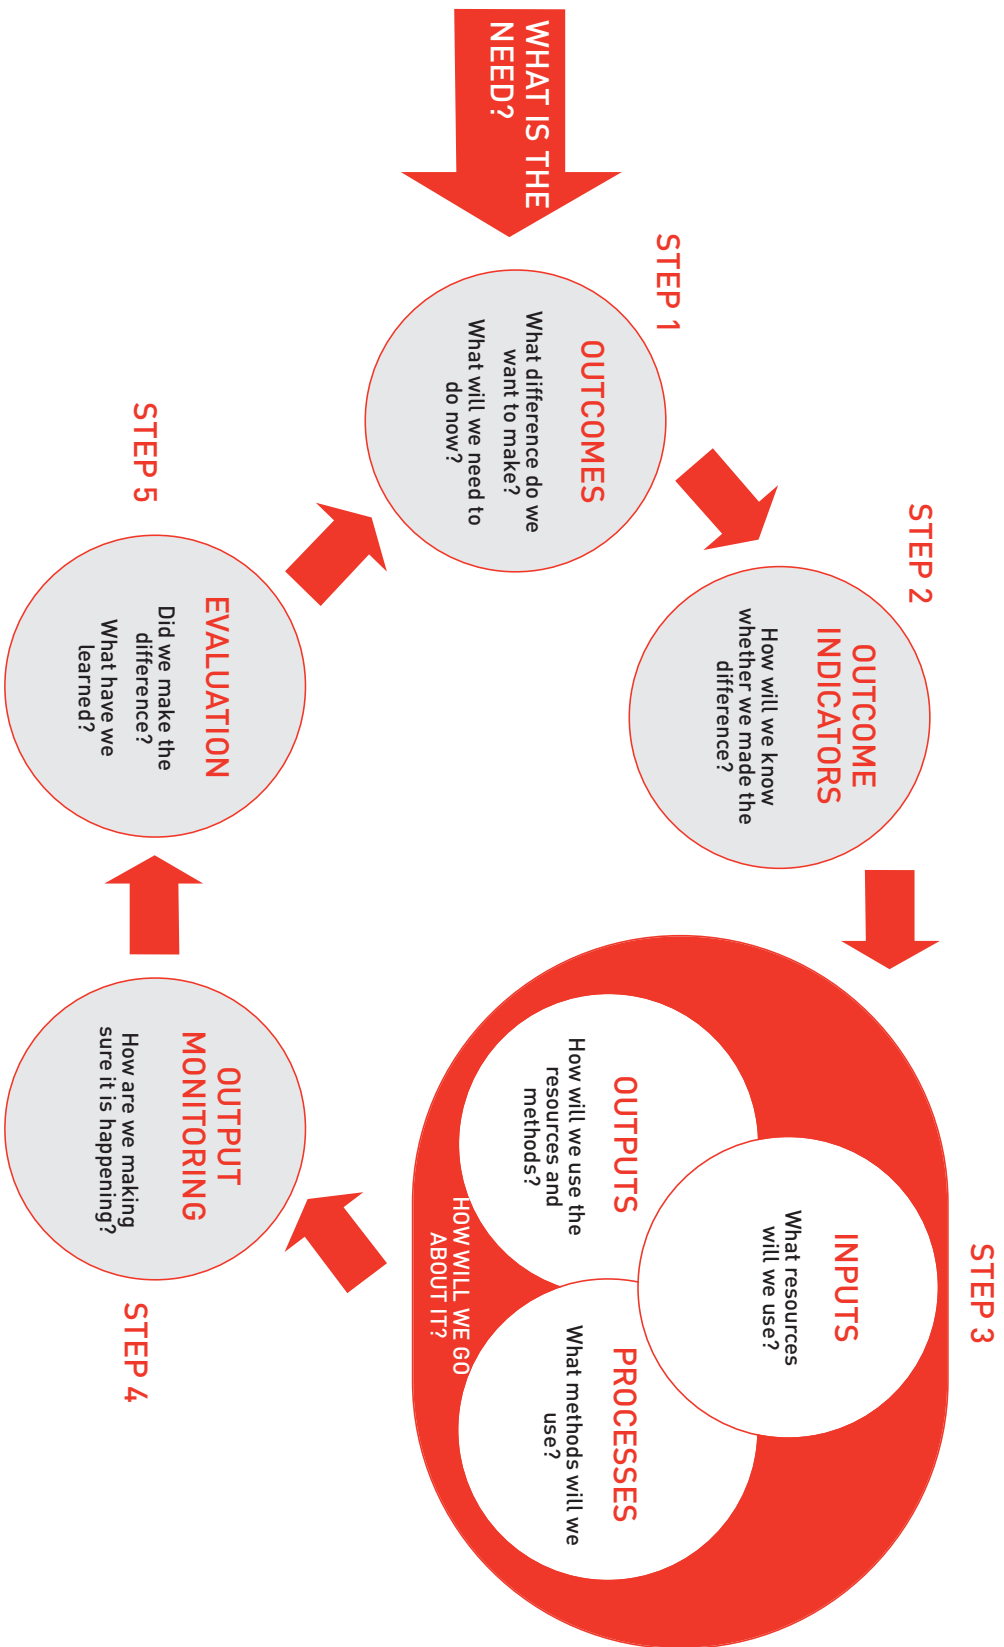 WHAT IS THE
NEED?
STEP 1
OUTCOMES
What difference do we
want to make?
What will we need to
do now?
STEP 2
OUTCOME
INDICATORS
How will we know
whether we made the
difference?
STEP 3
INPUTS
What resources
will we use?
OUTPUTS
How will we use the
resources and
methods?
PROCESSES
What methods will we
use?
HOW WILL WE GO
ABOUT IT?
STEP 4
OUTPUT
MONITORING
How are we making
sure it is happening?
STEP 5
EVALUATION
Did we make the
difference?
What have we
learned?